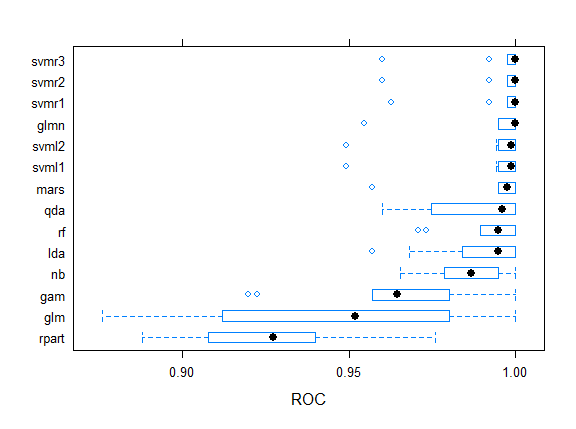 svmr3
svmr2
svmr1
glmn
svml2
svml1
mars
qda
rf
lda
nb
gam
glm
rpart
0.90 0.95 1.00
ROC